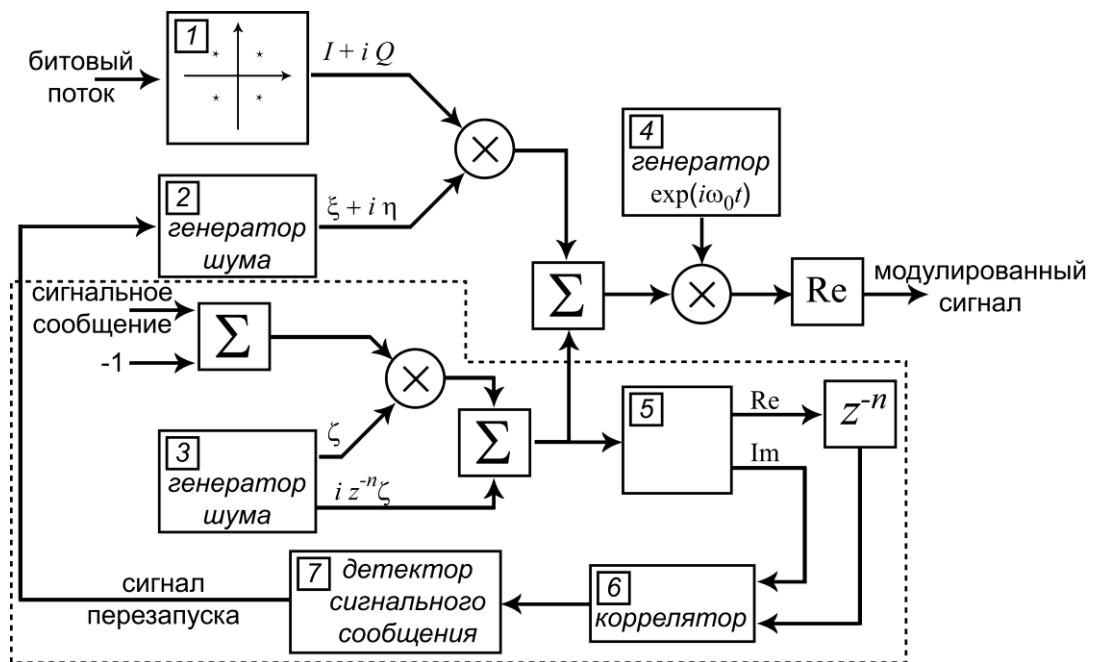 1
битовый
поток
I + i Q
2
генератор
шума
ξ + i η
4
генератор
exp(iω₀t)
сигнальное
сообщение
-1
Σ
Σ
Re
модулированный
сигнал
3
генератор
шума
ζ
i z⁻ⁿζ
Σ
5
Re
Im
z⁻ⁿ
7
детектор
сигнального
сообщения
6
коррелятор
сигнал
перезапуска